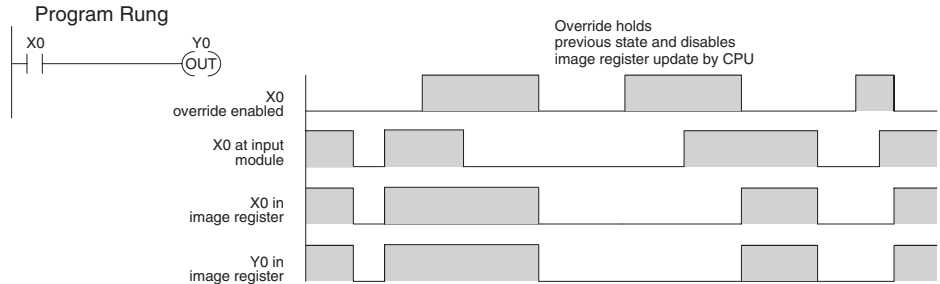 Program Rung
X0
Y0
OUT
Override holds
previous state and disables
image register update by CPU
X0
override enabled
X0 at input
module
X0 in
image register
Y0 in
image register